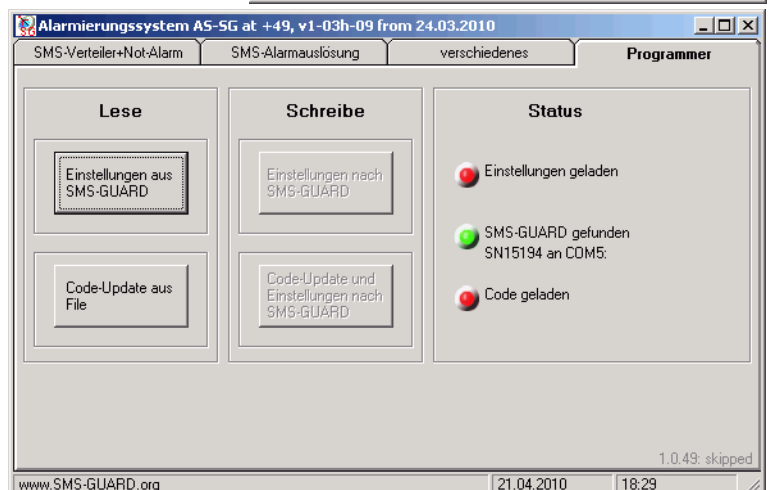 Alarmierungssystem AS-SG at +49, v1-03h-09 from 24.03.2010
SMS-Verteiler+Not-Alarm
SMS-Alarmauslösung
verschiedenes
Programmer
Lese
Einstellungen aus
SMS-GUARD
Code-Update aus
File
Schreibe
Einstellungen nach
SMS-GUARD
Code-Update und
Einstellungen nach
SMS-GUARD
Status
Einstellungen geladen
SMS-GUARD gefunden
SN15194 an COM5:
Code geladen
1.0.49: skipped
www.SMS-GUARD.org
21.04.2010
18:29